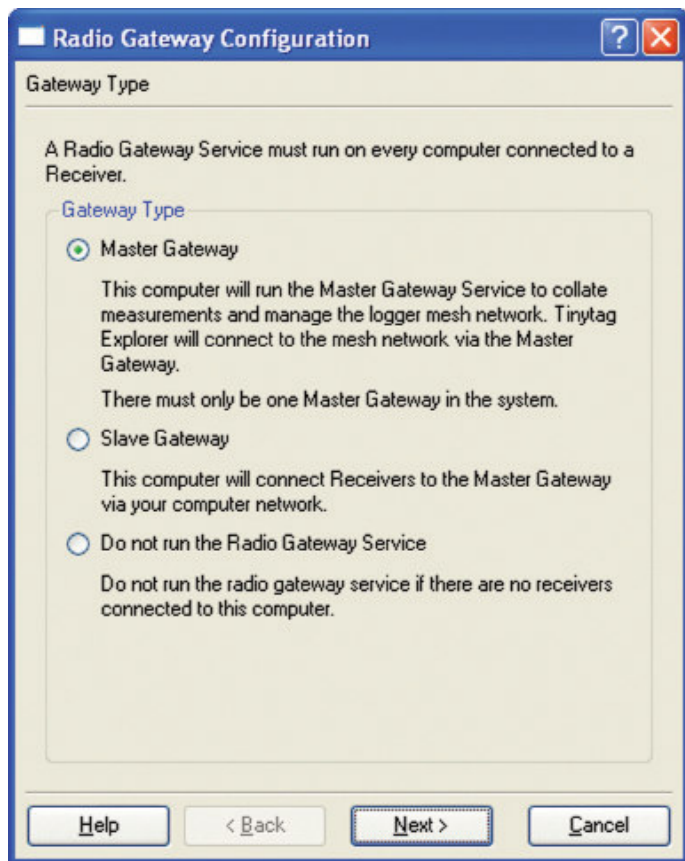 Radio Gateway Configuration
?
Gateway Type
A Radio Gateway Service must run on every computer connected to a
Receiver.
Gateway Type
Master Gateway
This computer will run the Master Gateway Service to collate
measurements and manage the logger mesh network. Tinytag
Explorer will connect to the mesh network via the Master
Gateway.
There must only be one Master Gateway in the system.
Slave Gateway
This computer will connect Receivers to the Master Gateway
via your computer network.
Do not run the Radio Gateway Service
Do not run the radio gateway service if there are no receivers
connected to this computer.
Help
< Back
Next >
Cancel